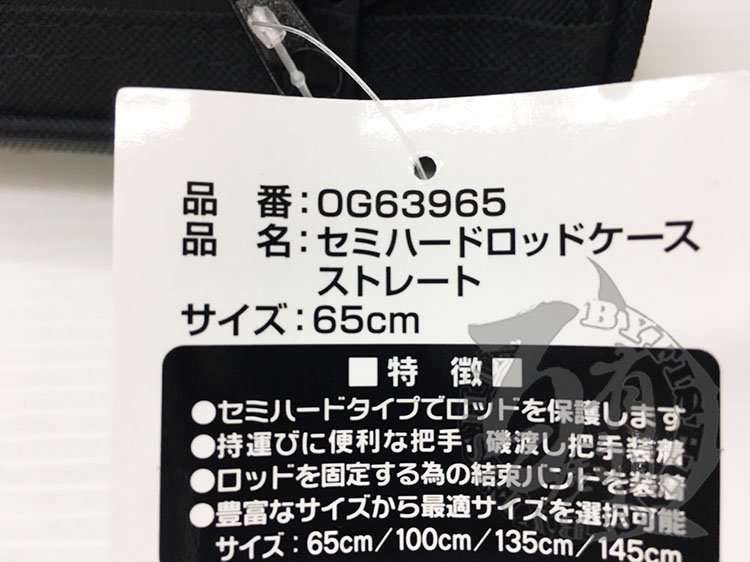 品　番：OG63965
品　名：セミハードロッドケース
ストレート
サイズ：65cm
■特　徴■
●セミハードタイプでロッドを保護します
●持運びに便利な把手、磯渡し把手装着
●ロッドを固定する為の結束バンドを装着
●豊富なサイズから最適サイズを選択可能
サイズ：65cm／100cm／135cm／145cm